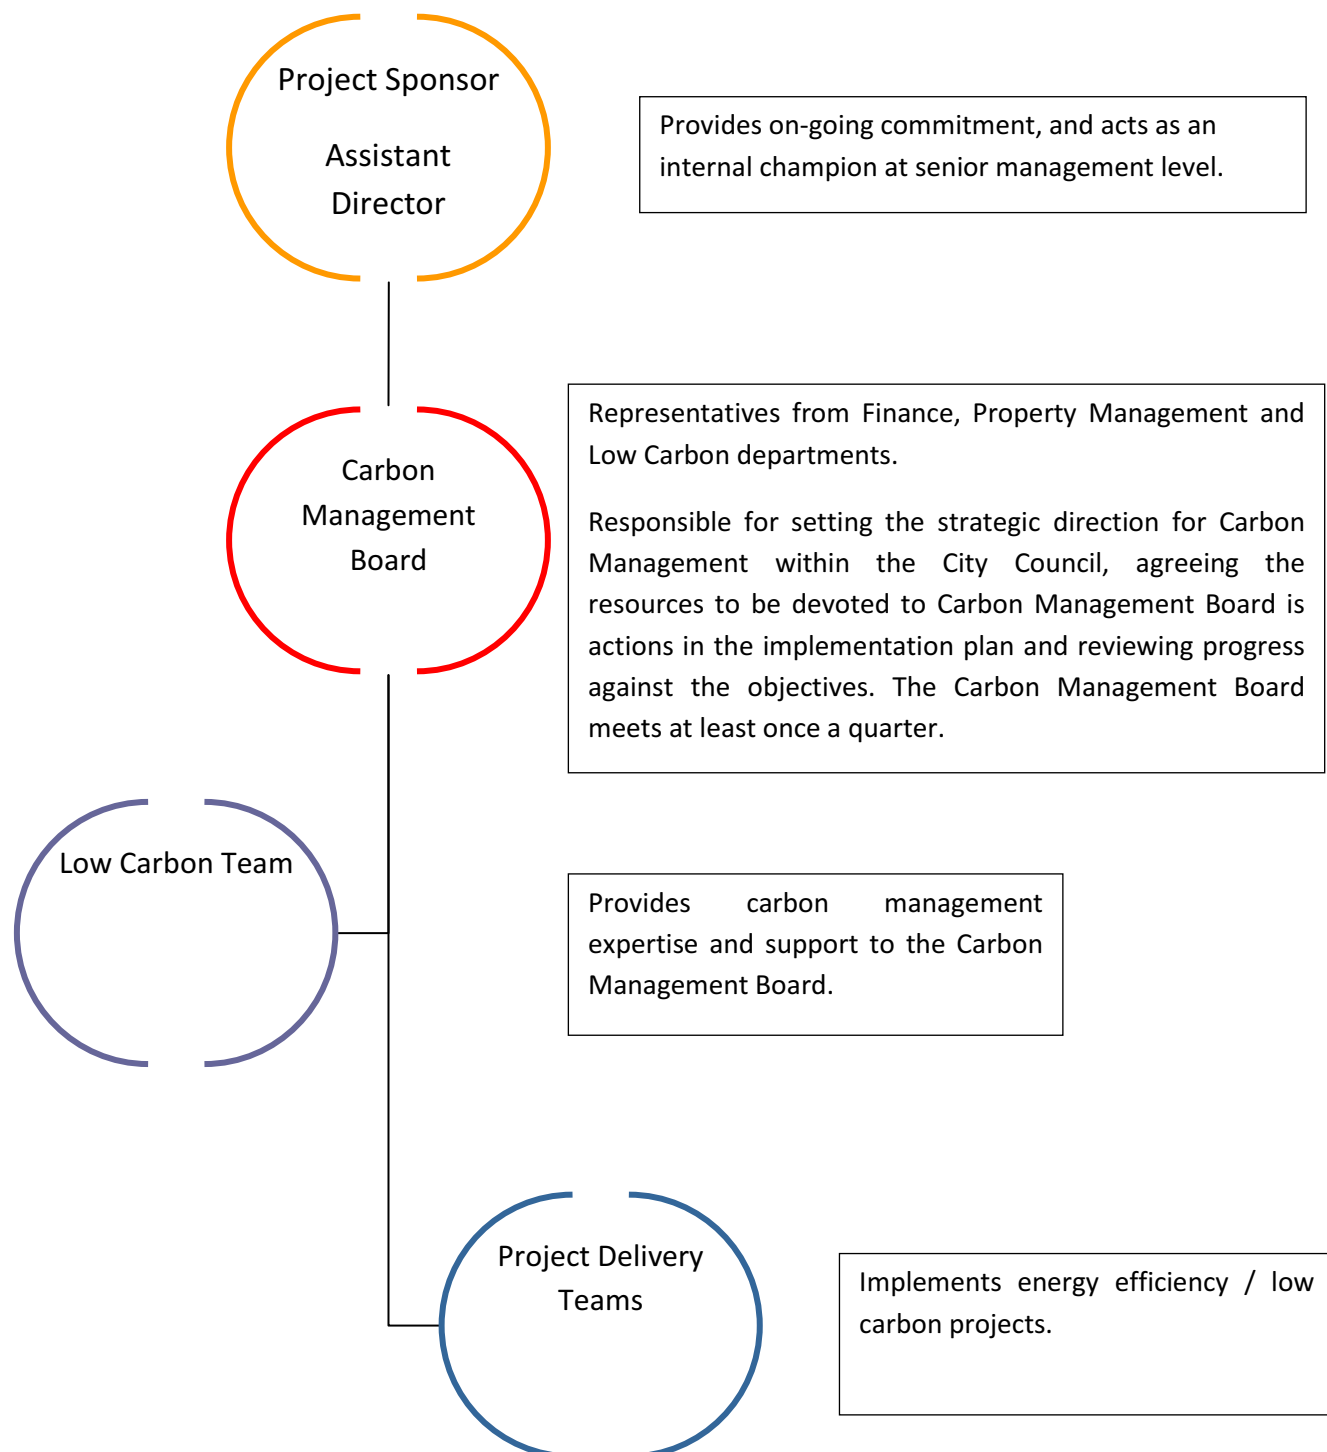 Project Sponsor
Assistant
Director
Provides on-going commitment, and acts as an
internal champion at senior management level.
Carbon
Management
Board
Representatives from Finance, Property Management and
Low Carbon departments.
Responsible for setting the strategic direction for Carbon
Management within the City Council, agreeing the
resources to be devoted to Carbon Management Board is
actions in the implementation plan and reviewing progress
against the objectives. The Carbon Management Board
meets at least once a quarter.
Low Carbon Team
Provides carbon management
expertise and support to the Carbon
Management Board.
Project Delivery
Teams
Implements energy efficiency / low
carbon projects.